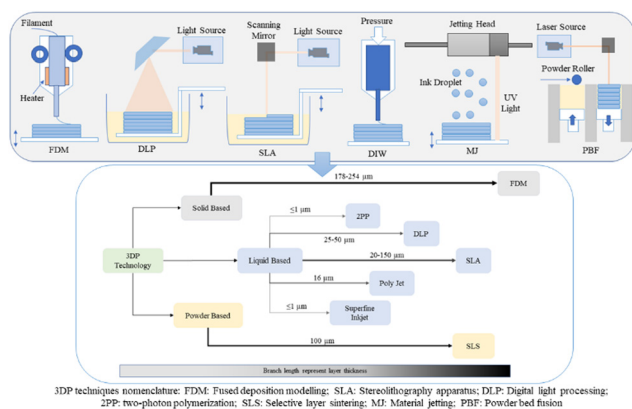 Filament
Heater
FDM
Light Source
DLP
Scanning
Mirror
Light Source
SLA
Pressure
DIW
Jetting Head
Ink Droplet
UV
Light
MJ
Laser Source
Powder Roller
PBF
178-254 µm
Solid Based
FDM
≤1 µm
2PP
25-50 µm
DLP
3DP
Technology
Liquid Based
20-150 µm
SLA
16 µm
Poly Jet
≤1 µm
Superfine
Inkjet
Powder Based
100 µm
SLS
Branch length represent layer thickness
3DP techniques nomenclature: FDM: Fused deposition modelling; SLA: Stereolithography apparatus; DLP: Digital light processing;
2PP: two-photon polymerization; SLS: Selective layer sintering; MJ: Material jetting; PBF: Powder bed fusion